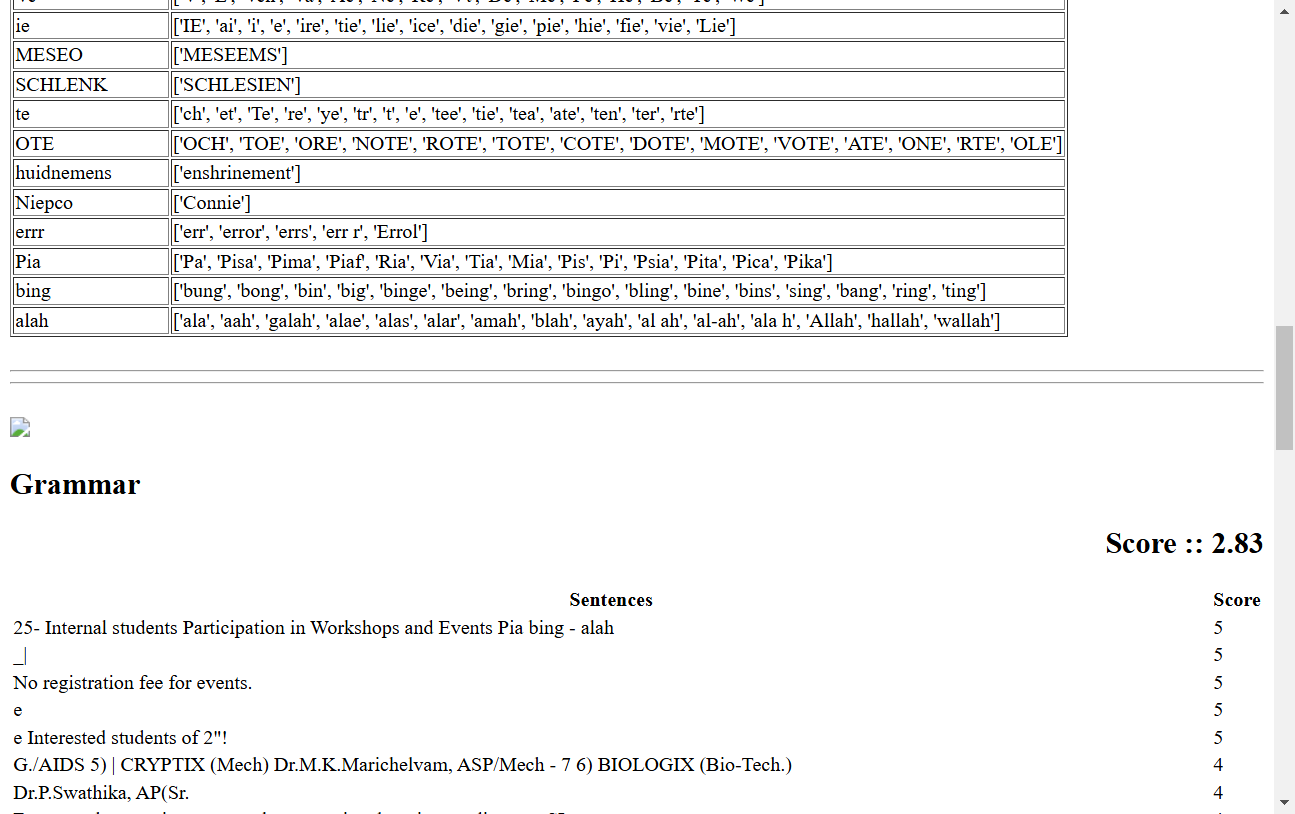 ie ['IE', 'ai', 'i', 'e', 'ire', 'tie', 'lie', 'ice', 'die', 'gie', 'pie', 'hie', 'fie', 'vie', 'Lie']
MESEO ['MESEEMS']
SCHLENK ['SCHLESIEN']
te ['ch', 'et', 'Te', 're', 'ye', 'tr', 't', 'e', 'tee', 'tie', 'tea', 'ate', 'ten', 'ter', 'rte']
OTE ['OCH', 'TOE', 'ORE', 'NOTE', 'ROTE', 'TOTE', 'COTE', 'DOTE', 'MOTE', 'VOTE', 'ATE', 'ONE', 'RTE', 'OLE']
huidnemens ['enshrinement']
Niepco ['Connie']
errr ['err', 'error', 'errs', 'err r', 'Errol']
Pia ['Pa', 'Pisa', 'Pima', 'Piaf', 'Ria', 'Via', 'Tia', 'Mia', 'Pis', 'Pi', 'Psia', 'Pita', 'Pica', 'Pika']
bing ['bung', 'bong', 'bin', 'big', 'binge', 'being', 'bring', 'bingo', 'bling', 'bine', 'bins', 'sing', 'bang', 'ring', 'ting']
alah ['ala', 'aah', 'galah', 'alae', 'alas', 'alar', 'amah', 'blah', 'ayah', 'al ah', 'al-ah', 'ala h', 'Allah', 'hallah', 'wallah']
Grammar
Score :: 2.83
Sentences Score
25- Internal students Participation in Workshops and Events Pia bing - alah 5
_| 5
No registration fee for events. 5
e 5
e Interested students of 2"! 5
G./AIDS 5) | CRYPTIX (Mech) Dr.M.K.Marichelvam, ASP/Mech - 7 6) BIOLOGIX (Bio-Tech.) 4
Dr.P.Swathika, AP(Sr. 4